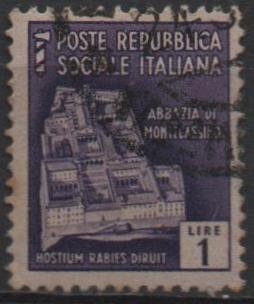 POSTE REPUBBLICA
SOCIALE ITALIANA
ABBAZIA DI
MONTECASSINO
LIRE
1
HOSTIUM RABIES DIRUIT